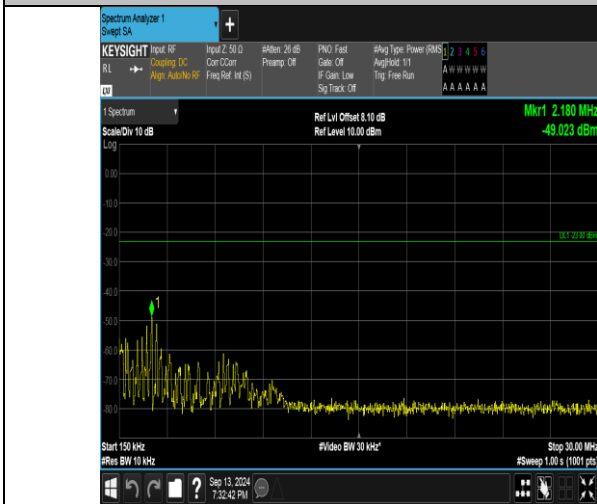 Spectrum Analyzer 1
Swept SA
+
KEYSIGHT
RL
Input: RF
Coupling: DC
Align: Auto/No RF
Input Z: 50 Ω
Corr CCorr
Freq Ref: Int (S)
#Atten: 26 dB
Preamp: Off
PNO: Fast
Gate: Off
IF Gain: Low
Sig Track: Off
#Avg Type: Power (RMS)
Avg|Hold: 1/1
Trig: Free Run
1 2 3 4 5 6
A W W W W W
A A A A A A
1 Spectrum
Scale/Div 10 dB
Log
Ref Lvl Offset 8.10 dB
Ref Level 10.00 dBm
Mkr1 2.180 MHz
-49.023 dBm
0.00
-10.0
-20.0
DL1 -23.00 dBm
-30.0
-40.0
1
-50.0
-60.0
-70.0
-80.0
Start 150 kHz
#Res BW 10 kHz
#Video BW 30 kHz*
Stop 30.00 MHz
#Sweep 1.00 s (1001 pts)
?
Sep 13, 2024
7:32:42 PM